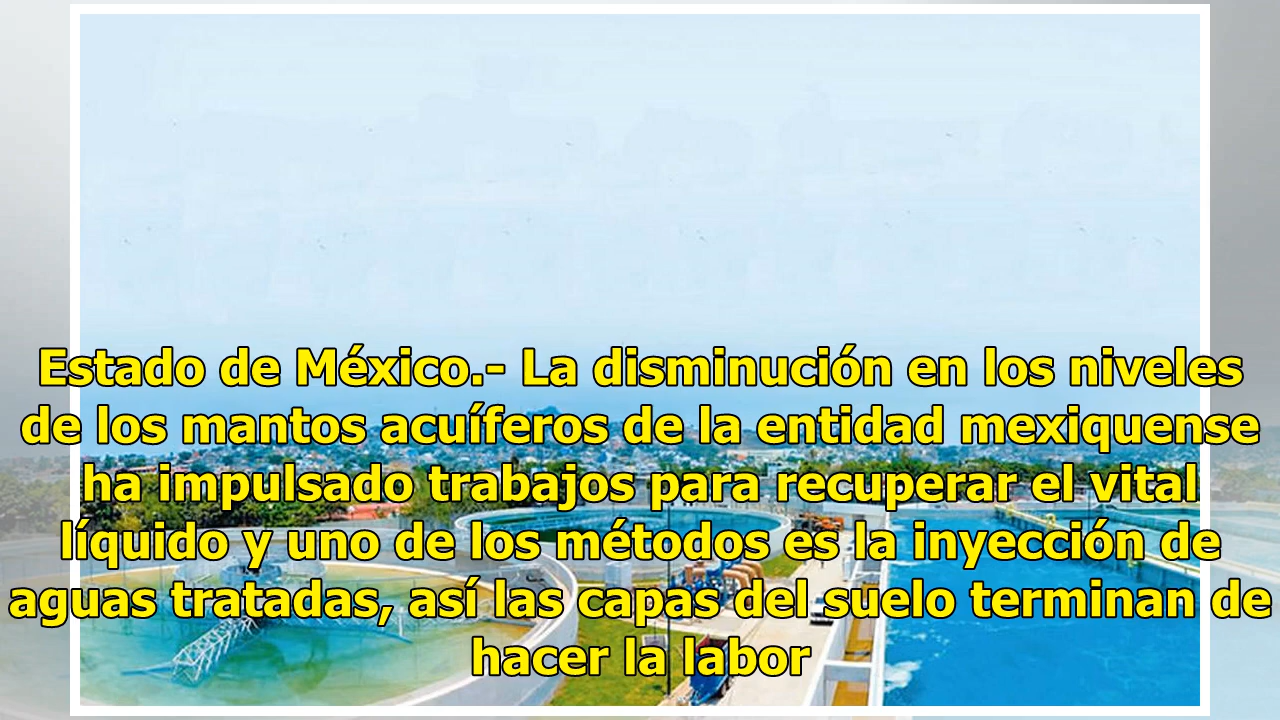 Estado de México.- La disminución en los niveles
de los mantos acuíferos de la entidad mexiquense
ha impulsado trabajos para recuperar el vital
líquido y uno de los métodos es la inyección de
aguas tratadas, así las capas del suelo terminan de
hacer la labor